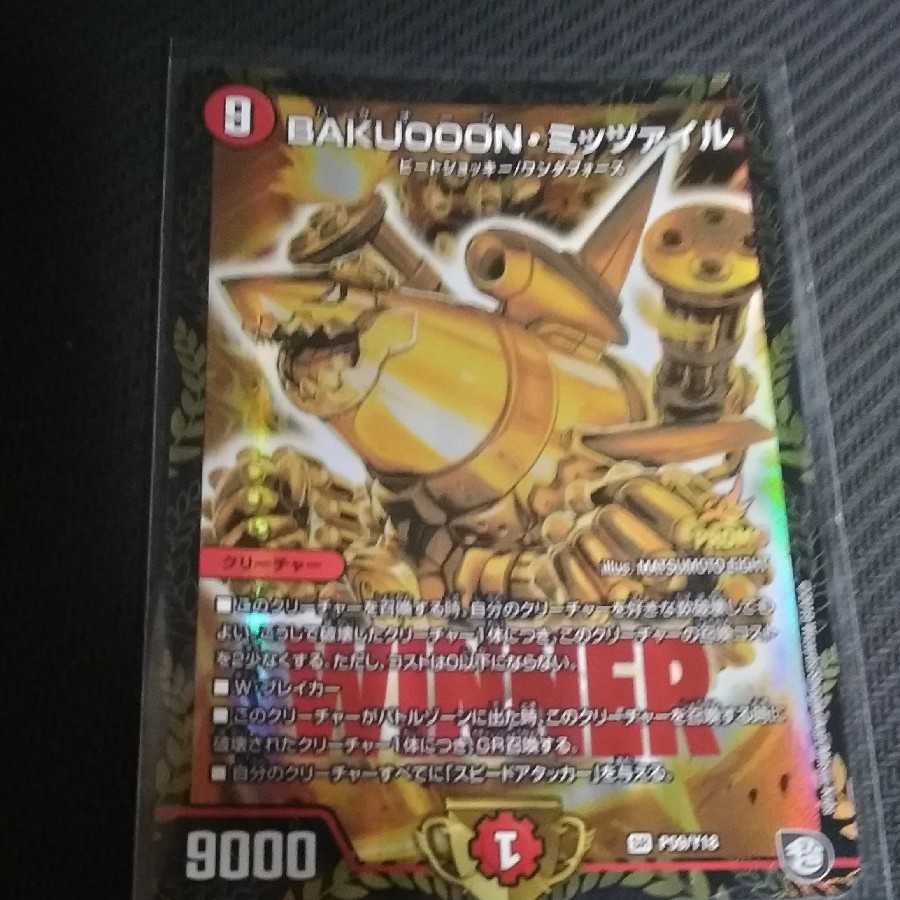 9
BAKUOOON・ミッツァイル
ビートジョッキー/ワンダフォース
PROMO
クリーチャー
illus. MATSUMOTO EIGHT
■このクリーチャーを召喚する時、自分のクリーチャーを好きな数破壊しても
よい。こうして破壊したクリーチャー1体につき、このクリーチャーの召喚コスト
を2少なくする。ただし、コストは0以下にならない。
■W・ブレイカー
■このクリーチャーがバトルゾーンに出た時、このクリーチャーを召喚する時に
破壊されたクリーチャー1体につき、GR召喚する。
■自分のクリーチャーすべてに「スピードアタッカー」を与える。
WINNER
9000
1
SR P59/Y18